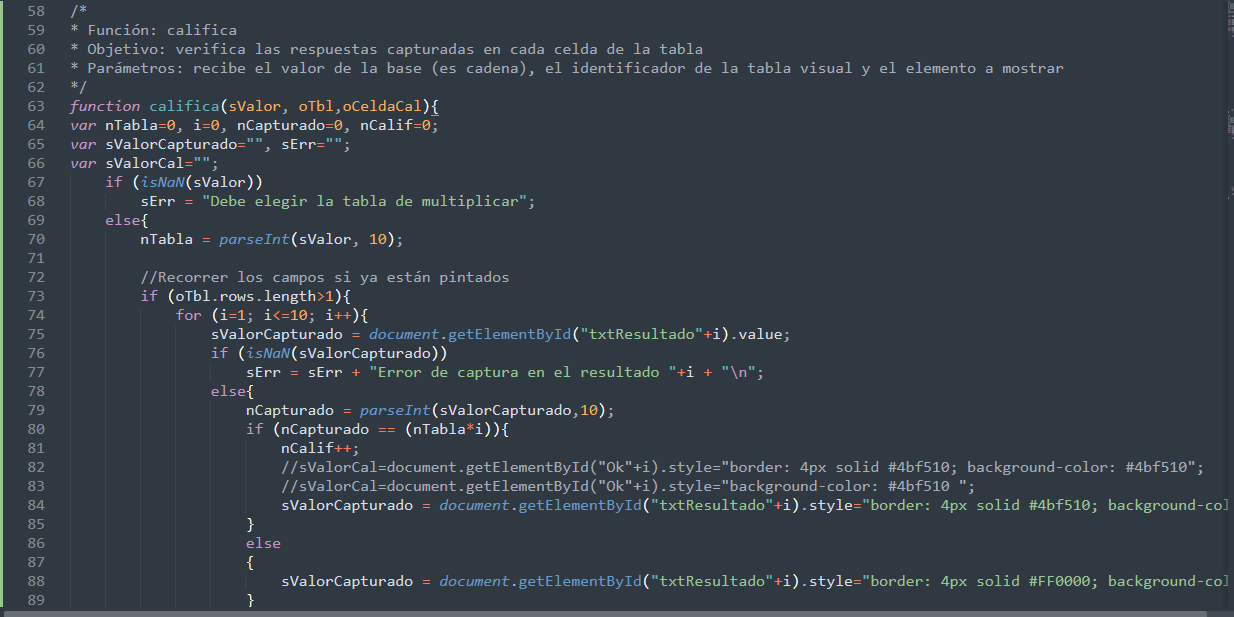 58 /*
59 * Función: califica
60 * Objetivo: verifica las respuestas capturadas en cada celda de la tabla
61 * Parámetros: recibe el valor de la base (es cadena), el identificador de la tabla visual y el elemento a mostrar
62 */
63 function califica(sValor, oTbl,oCeldaCal){
64 var nTabla=0, i=0, nCapturado=0, nCalif=0;
65 var sValorCapturado="", sErr="";
66 var sValorCal="";
67     if (isNaN(sValor))
68         sErr = "Debe elegir la tabla de multiplicar";
69     else{
70         nTabla = parseInt(sValor, 10);
71
72         //Recorrer los campos si ya están pintados
73         if (oTbl.rows.length>1){
74             for (i=1; i<=10; i++){
75                 sValorCapturado = document.getElementById("txtResultado"+i).value;
76                 if (isNaN(sValorCapturado))
77                     sErr = sErr + "Error de captura en el resultado "+i + "\n";
78                 else{
79                     nCapturado = parseInt(sValorCapturado,10);
80                     if (nCapturado == (nTabla*i)){
81                         nCalif++;
82                         //sValorCal=document.getElementById("Ok"+i).style="border: 4px solid #4bf510; background-color: #4bf510";
83                         //sValorCal=document.getElementById("Ok"+i).style="background-color: #4bf510 ";
84                         sValorCapturado = document.getElementById("txtResultado"+i).style="border: 4px solid #4bf510; background-col
85                     }
86                     else
87                     {
88                         sValorCapturado = document.getElementById("txtResultado"+i).style="border: 4px solid #FF0000; background-col
89                     }